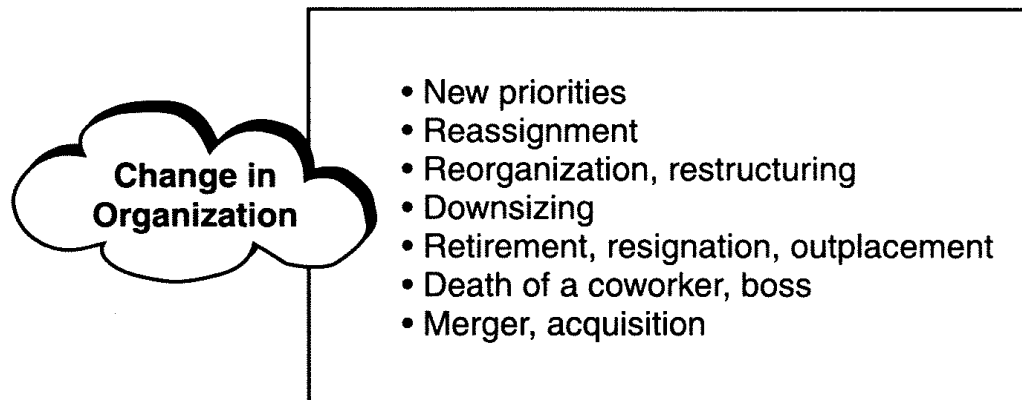 Change in
Organization
• New priorities
• Reassignment
• Reorganization, restructuring
• Downsizing
• Retirement, resignation, outplacement
• Death of a coworker, boss
• Merger, acquisition